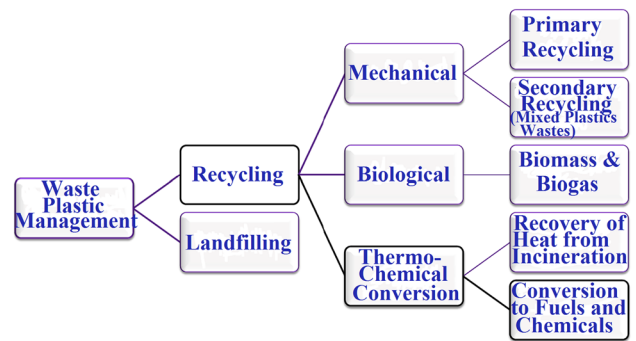 Waste
Plastic
Management
Recycling
Landfilling
Mechanical
Biological
Thermo-
Chemical
Conversion
Primary
Recycling
Secondary
Recycling
(Mixed Plastics
Wastes)
Biomass &
Biogas
Recovery of
Heat from
Incineration
Conversion
to Fuels and
Chemicals